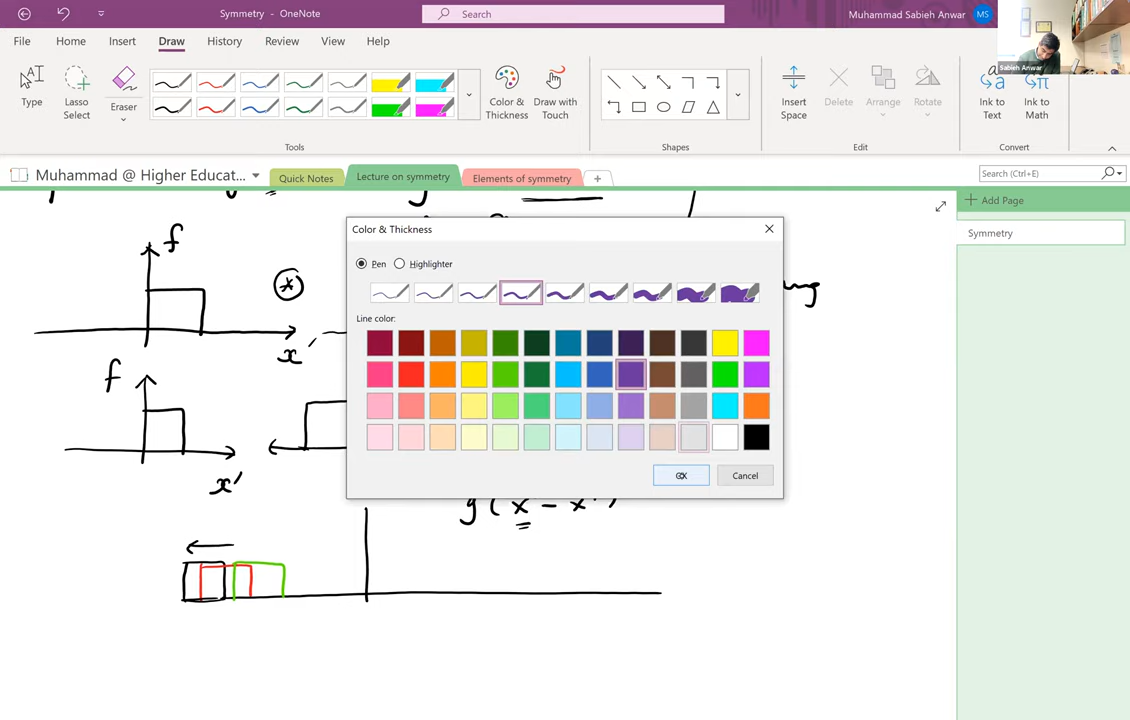 Symmetry - OneNote
Search
Muhammad Sabieh Anwar
MS
File Home Insert Draw History Review View Help
Sabieh Anwar
Type
Lasso Select
Eraser
Color & Thickness
Draw with Touch
Insert Space
Delete
Arrange
Rotate
Ink to Text
Ink to Math
Tools
Shapes
Edit
Convert
Muhammad @ Higher Educat...
Quick Notes
Lecture on symmetry
Elements of symmetry
Search (Ctrl+E)
Add Page
Symmetry
Color & Thickness
Pen
Highlighter
Line color:
OK
Cancel
f
x'
f
x'
g(x - x')